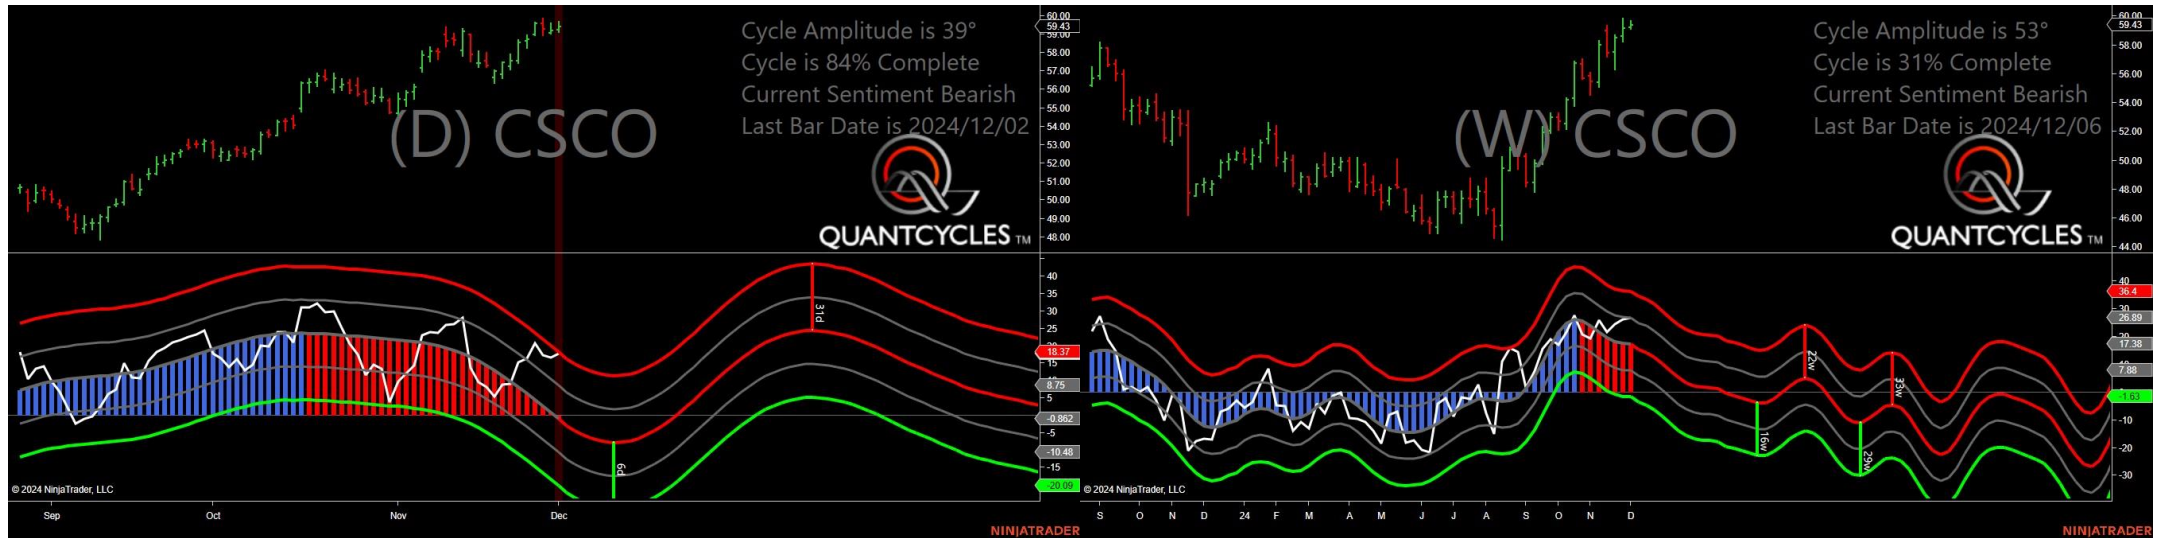 Cycle Amplitude is 39°
Cycle is 84% Complete
Current Sentiment Bearish
Last Bar Date is 2024/12/02
(D) CSCO
QUANTCYCLES TM
60.00
59.43
59.00
58.00
57.00
56.00
55.00
54.00
53.00
52.00
51.00
50.00
49.00
48.00
31d
6d
40
35
30
25
20
18.37
15
8.75
-0.862
-5
-10.48
-15
-20.09
© 2024 NinjaTrader, LLC
Sep Oct Nov Dec
NINJATRADER
Cycle Amplitude is 53°
Cycle is 31% Complete
Current Sentiment Bearish
Last Bar Date is 2024/12/06
(W) CSCO
QUANTCYCLES TM
60.00
59.43
58.00
56.00
54.00
52.00
50.00
48.00
46.00
44.00
22w
33w
16w
29w
40
36.4
26.89
20
17.38
7.88
-1.63
-10
-20
-30
© 2024 NinjaTrader, LLC
S O N D 24 F M A M J J A S O N D
NINJATRADER